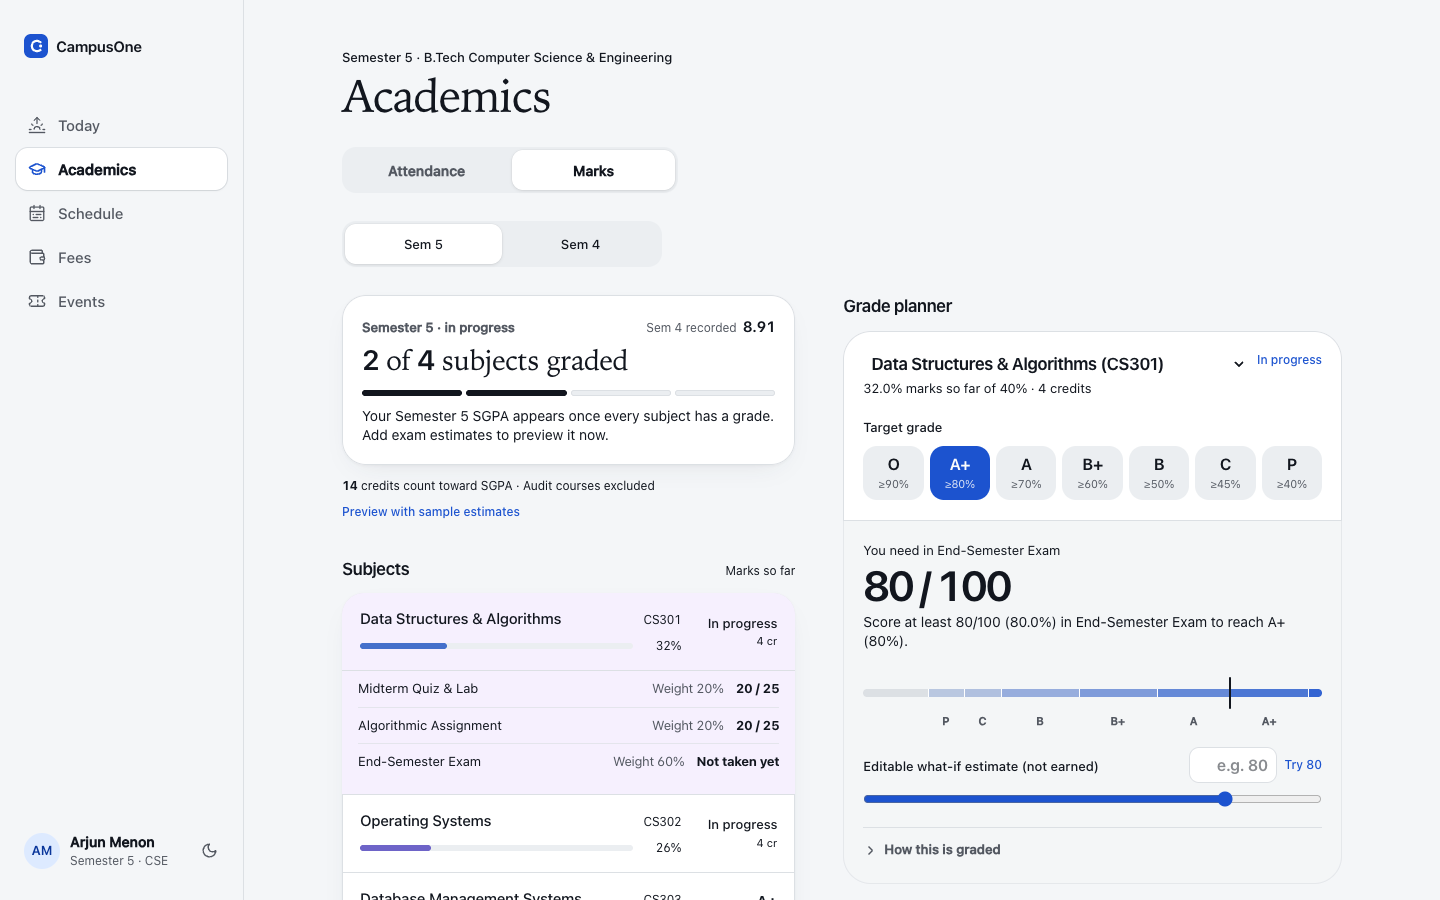 CampusOne
Today
Academics
Schedule
Fees
Events
AM
Arjun Menon
Semester 5 · CSE
Semester 5 · B.Tech Computer Science & Engineering
Academics
Attendance
Marks
Sem 5
Sem 4
Semester 5 · in progress
Sem 4 recorded 8.91
2 of 4 subjects graded
Your Semester 5 SGPA appears once every subject has a grade.
Add exam estimates to preview it now.
14 credits count toward SGPA · Audit courses excluded
Preview with sample estimates
Subjects
Marks so far
Data Structures & Algorithms
CS301
In progress
32%
4 cr
Midterm Quiz & Lab
Weight 20% 20 / 25
Algorithmic Assignment
Weight 20% 20 / 25
End-Semester Exam
Weight 60% Not taken yet
Operating Systems
CS302
In progress
26%
4 cr
Database Management Systems
CS303
A+
Grade planner
Data Structures & Algorithms (CS301)
In progress
32.0% marks so far of 40% · 4 credits
Target grade
O
≥90%
A+
≥80%
A
≥70%
B+
≥60%
B
≥50%
C
≥45%
P
≥40%
You need in End-Semester Exam
80 / 100
Score at least 80/100 (80.0%) in End-Semester Exam to reach A+
(80%).
P C B B+ A A+
Editable what-if estimate (not earned)
e.g. 80
Try 80
How this is graded